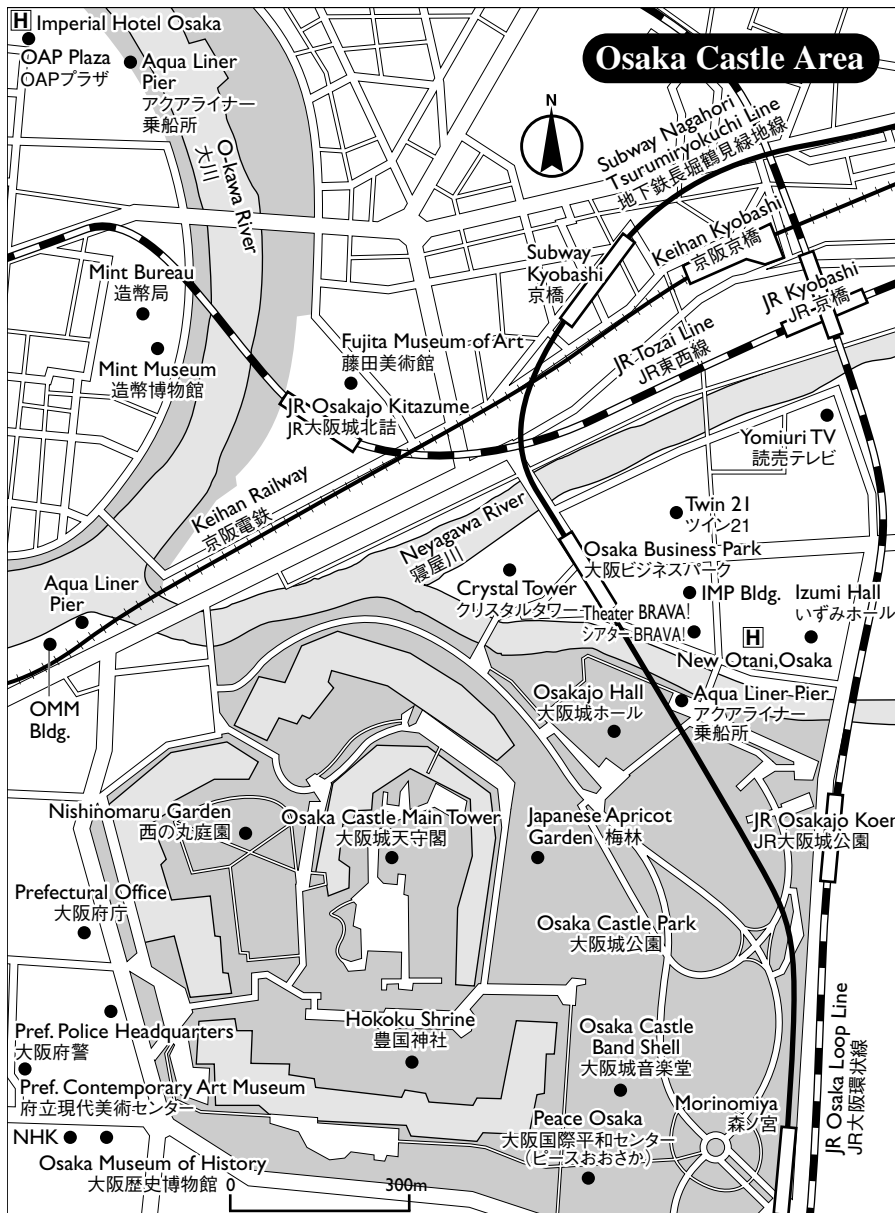 H Imperial Hotel Osaka
OAP Plaza
OAPプラザ
Aqua Liner
Pier
アクアライナー
乗船所
Osaka Castle Area
N
O-kawa River
大川
Subway Nagahori
Tsurumiryokuchi Line
地下鉄長堀鶴見緑地線
Subway
Kyobashi
京橋
Keihan Kyobashi
京阪京橋
JR Kyobashi
JR 京橋
Mint Bureau
造幣局
Mint Museum
造幣博物館
Fujita Museum of Art
藤田美術館
JR Tozai Line
JR東西線
JR Osakajo Kitazume
JR大阪城北詰
Yomiuri TV
読売テレビ
Keihan Railway
京阪電鉄
Neyagawa River
寝屋川
Twin 21
ツイン21
Osaka Business Park
大阪ビジネスパーク
Aqua Liner
Pier
Crystal Tower
クリスタルタワー
Theater BRAVA!
シアターBRAVA!
IMP Bldg.
Izumi Hall
いずみホール
H
New Otani,Osaka
OMM
Bldg.
Osakajo Hall
大阪城ホール
Aqua Liner Pier
アクアライナー
乗船所
Nishinomaru Garden
西の丸庭園
Osaka Castle Main Tower
大阪城天守閣
Japanese Apricot
Garden 梅林
JR Osakajo Koen
JR大阪城公園
Prefectural Office
大阪府庁
Osaka Castle Park
大阪城公園
Pref. Police Headquarters
大阪府警
Hokoku Shrine
豊国神社
Osaka Castle
Band Shell
大阪城音楽堂
JR Osaka Loop Line
JR大阪環状線
Pref. Contemporary Art Museum
府立現代美術センター
Morinomiya
森ノ宮
NHK
Osaka Museum of History
大阪歴史博物館
Peace Osaka
大阪国際平和センター
(ピースおおさか)
0 300m